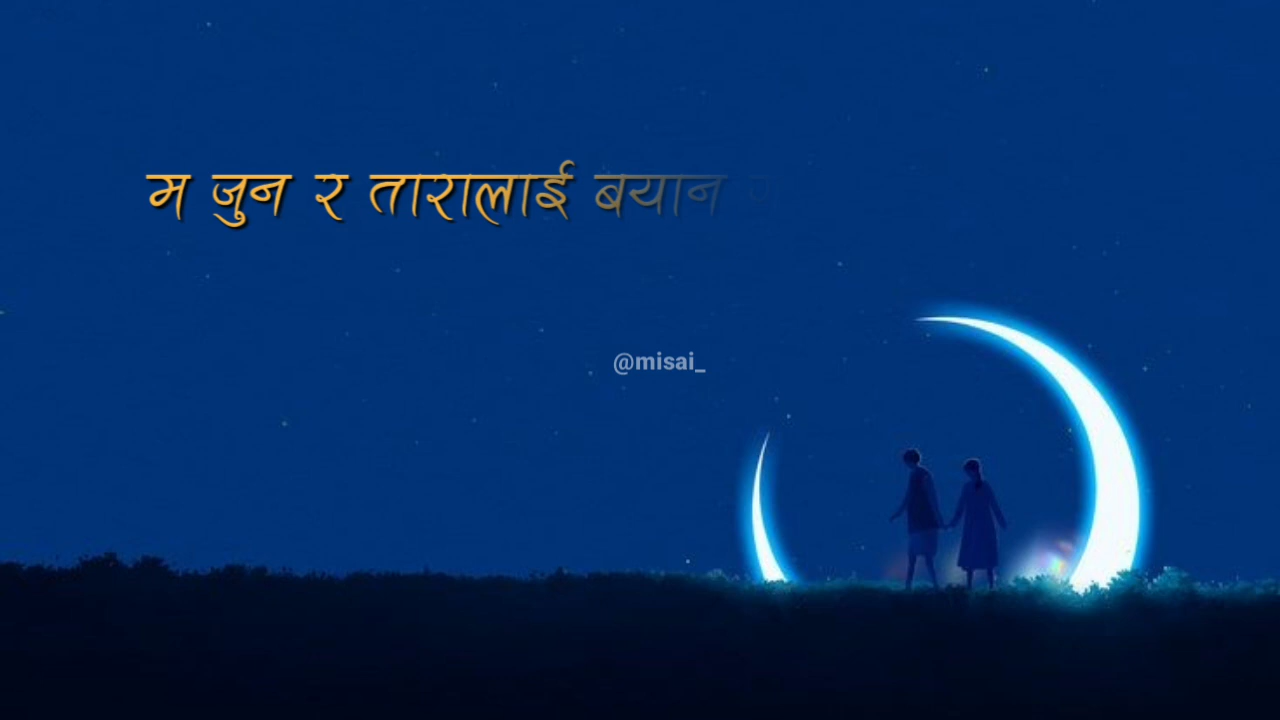 म जुन र तारालाई बयान
@misai_